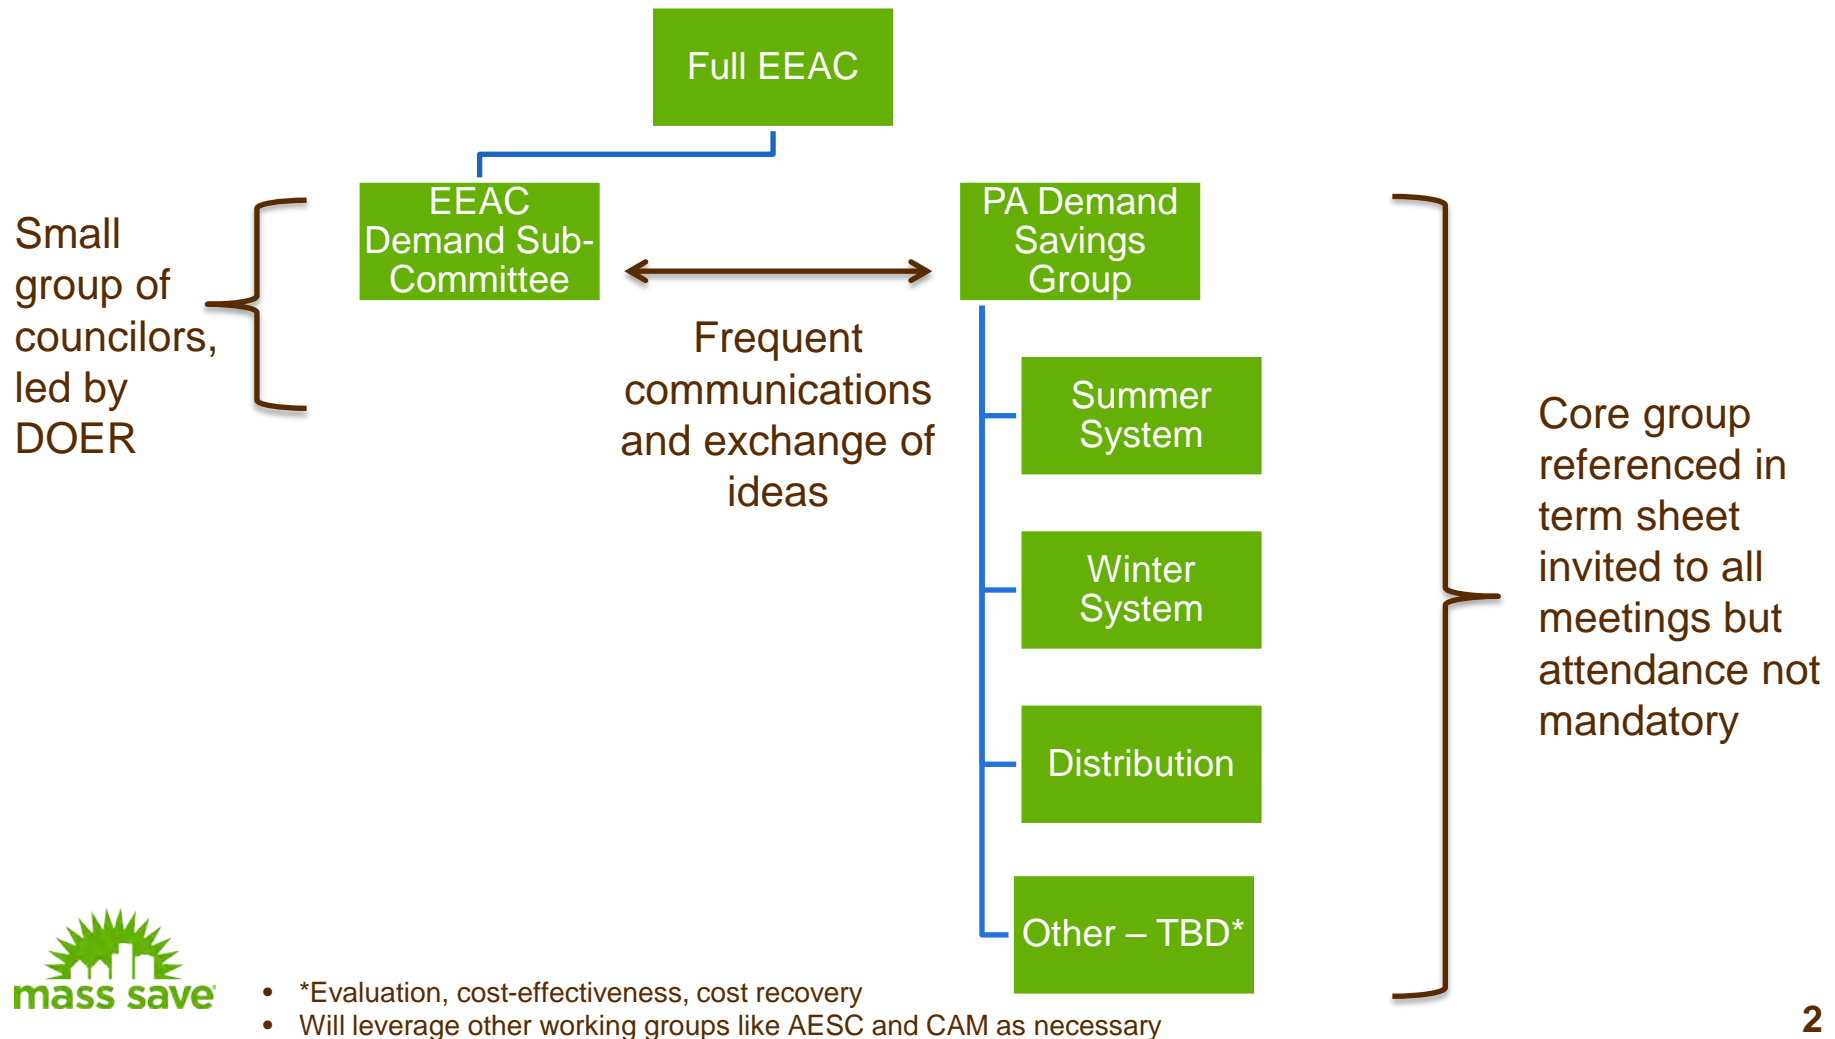 Full EEAC
EEAC
Demand Sub-
Committee
PA Demand
Savings
Group
Small
group of
councilors,
led by
DOER
Frequent
communications
and exchange of
ideas
Summer
System
Winter
System
Distribution
Other – TBD*
Core group
referenced in
term sheet
invited to all
meetings but
attendance not
mandatory
mass save
• *Evaluation, cost-effectiveness, cost recovery
• Will leverage other working groups like AESC and CAM as necessary
2